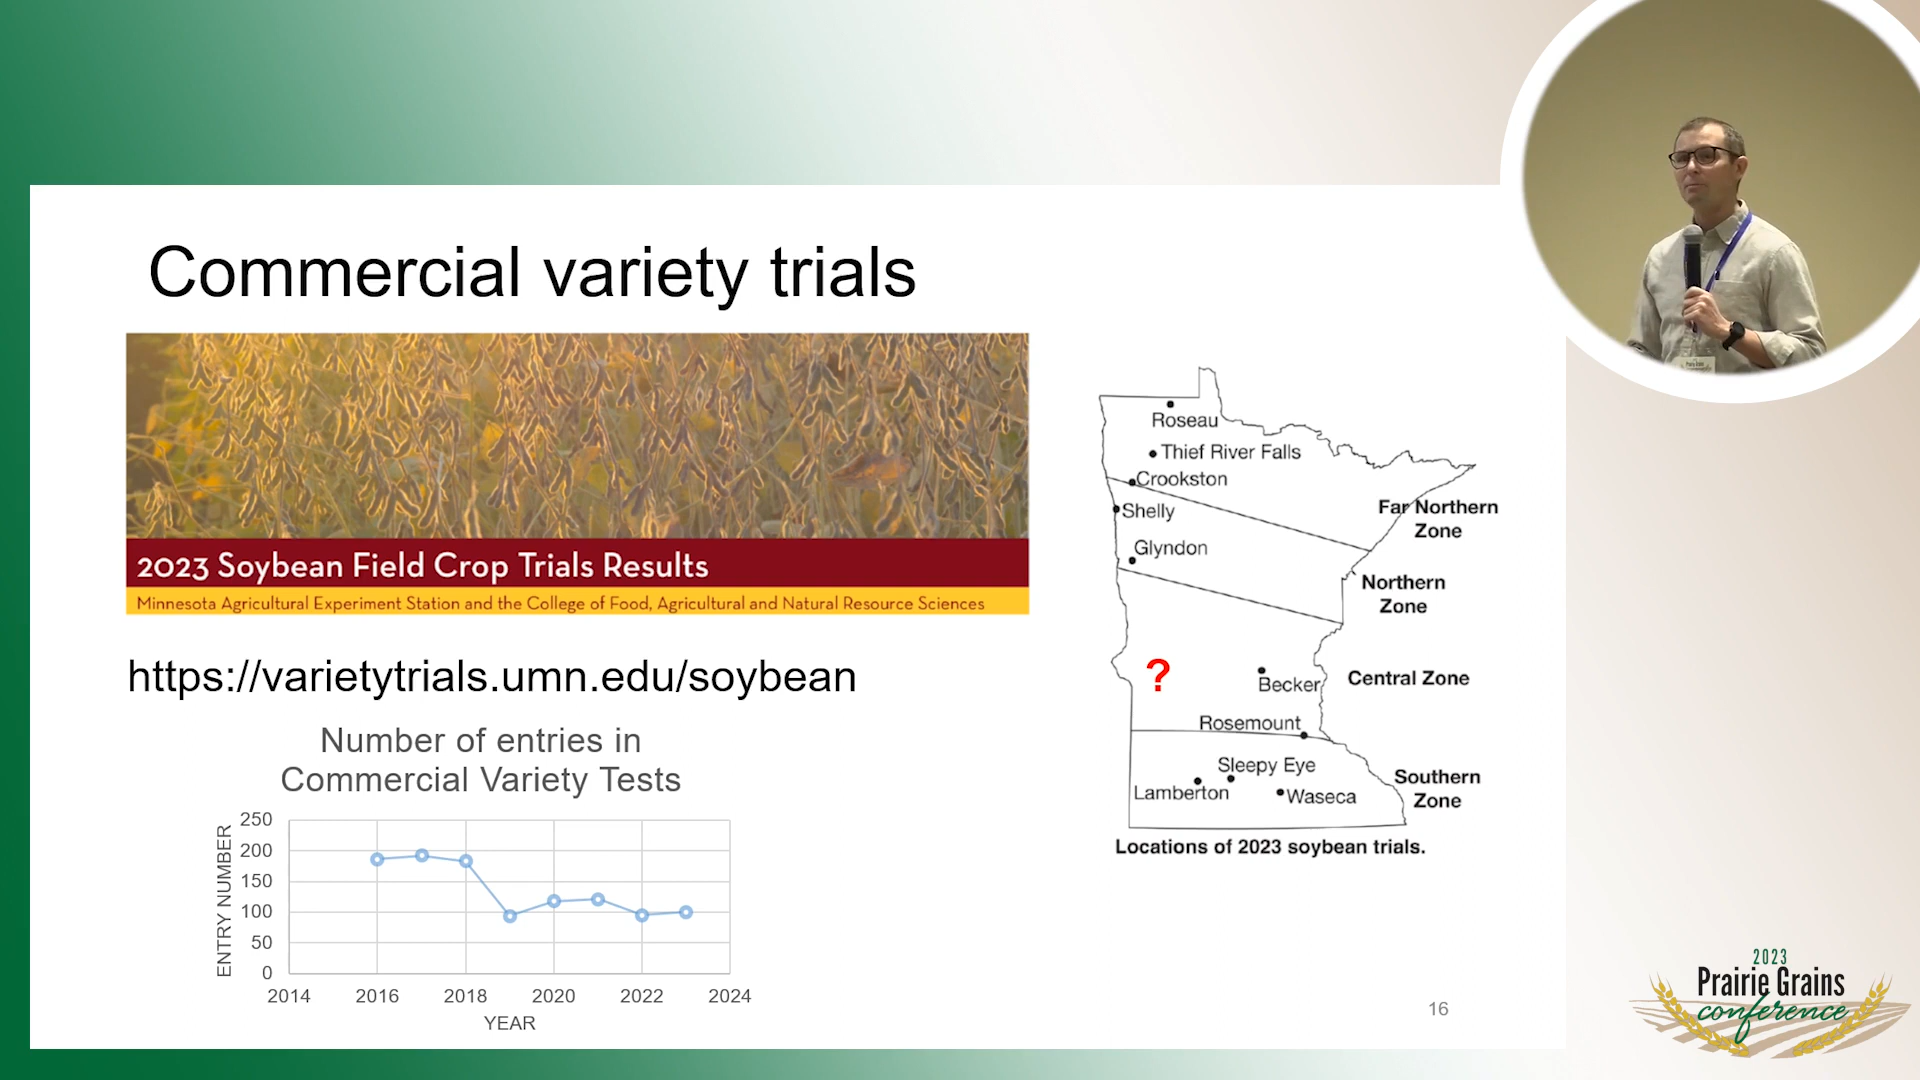 Commercial variety trials
2023 Soybean Field Crop Trials Results
Minnesota Agricultural Experiment Station and the College of Food, Agricultural and Natural Resource Sciences
https://varietytrials.umn.edu/soybean
Number of entries in
Commercial Variety Tests
ENTRY NUMBER
250
200
150
100
50
0
2014 2016 2018 2020 2022 2024
YEAR
Roseau
Thief River Falls
Crookston
Shelly
Far Northern
Zone
Glyndon
Northern
Zone
?
Becker
Central Zone
Rosemount
Sleepy Eye
Lamberton
Waseca
Southern
Zone
Locations of 2023 soybean trials.
16
2023
Prairie Grains
conference